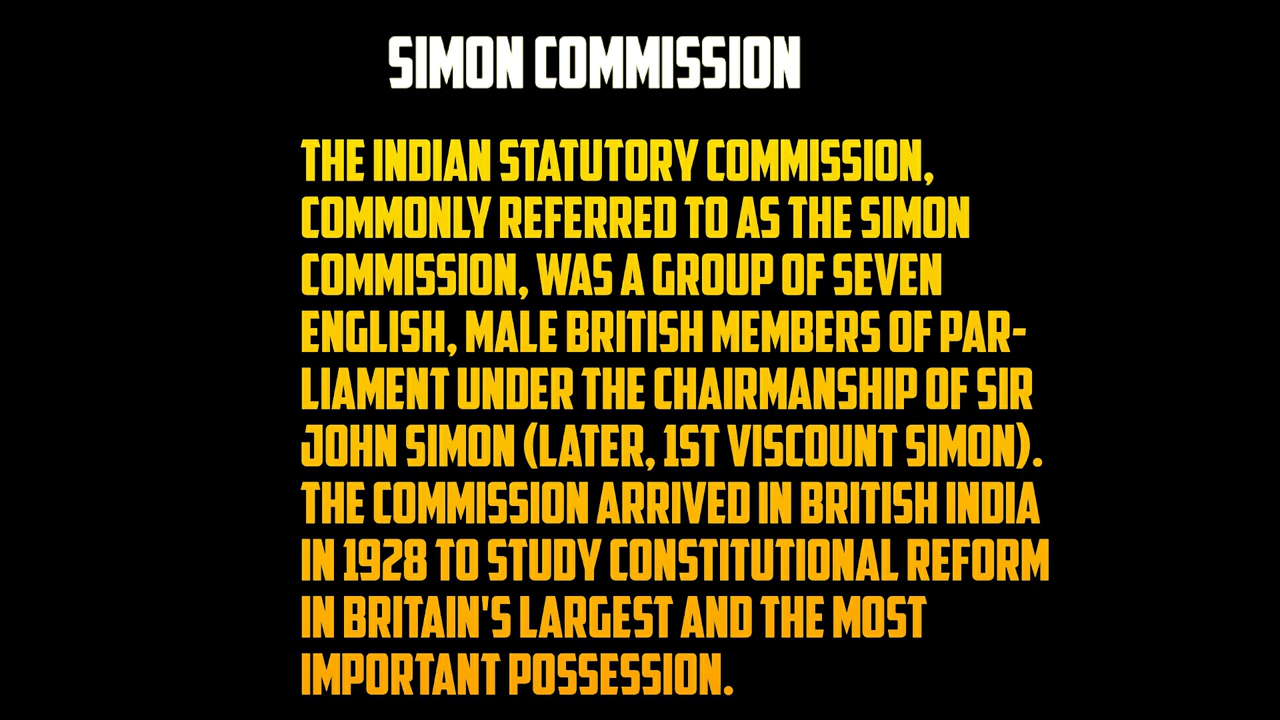 SIMON COMMISSION
THE INDIAN STATUTORY COMMISSION,
COMMONLY REFERRED TO AS THE SIMON
COMMISSION, WAS A GROUP OF SEVEN
ENGLISH, MALE BRITISH MEMBERS OF PAR-
LIAMENT UNDER THE CHAIRMANSHIP OF SIR
JOHN SIMON (LATER, 1ST VISCOUNT SIMON).
THE COMMISSION ARRIVED IN BRITISH INDIA
IN 1928 TO STUDY CONSTITUTIONAL REFORM
IN BRITAIN'S LARGEST AND THE MOST
IMPORTANT POSSESSION.